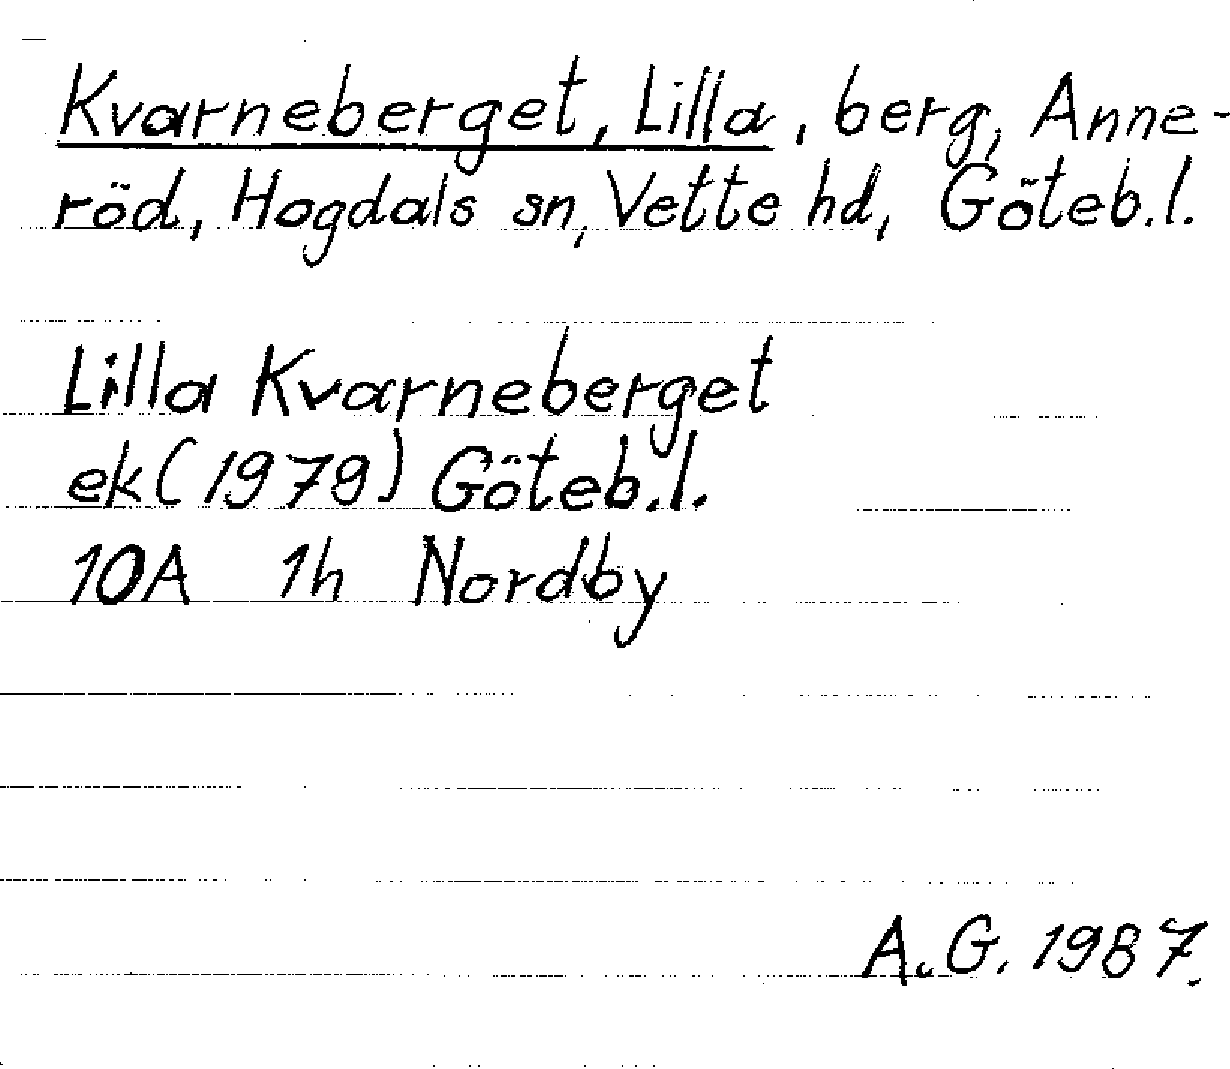 Kvarneberget, Lilla, berg, Anne-
röd, Hogdals sn, Vette hd, Göteb.l.
Lilla Kvarneberget
ek (1979) Göteb.l.
10A 1h Nordby
A.G. 1987.